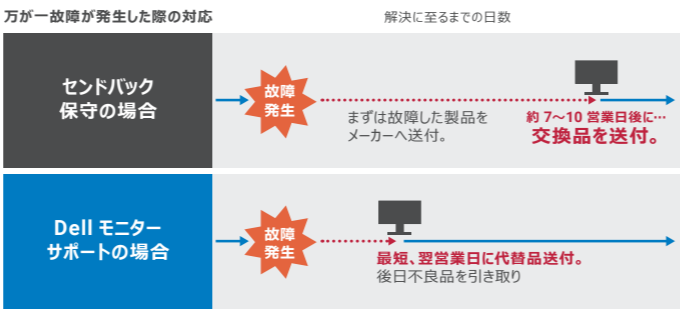 万が一故障が発生した際の対応
解決に至るまでの日数
センドバック
保守の場合
故障
発生
まずは故障した製品を
メーカーへ送付。
約 7〜10 営業日後に…
交換品を送付。
Dell モニター
サポートの場合
故障
発生
最短、翌営業日に代替品送付。
後日不良品を引き取り